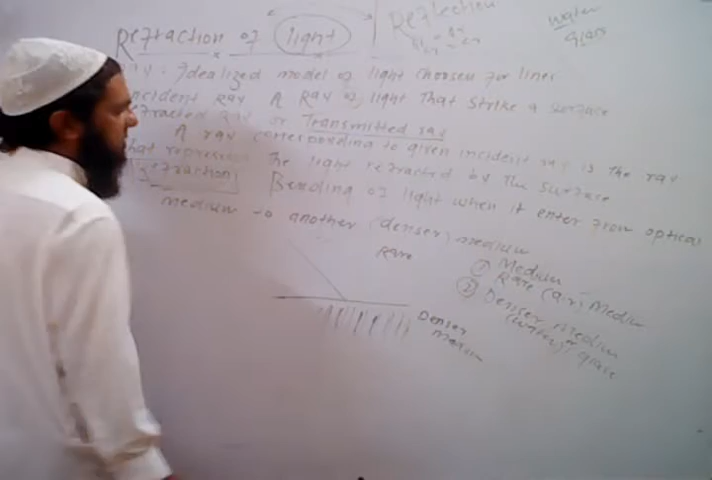 Refraction of light
Reflection
water
Glass
Ray: Idealized model of light choosen for lines
incident Ray A Ray of light That strike a surface
refracted ray or Transmitted ray
A ray corresponding to given incident ray is the ray
that represent The light refracted by The surface
Refraction Bending of light when it enter from optical
medium to another (denser) medium
Rare
Medium
① Rare (air) Medium
② Denser medium
(water) or glass
Denser
medium